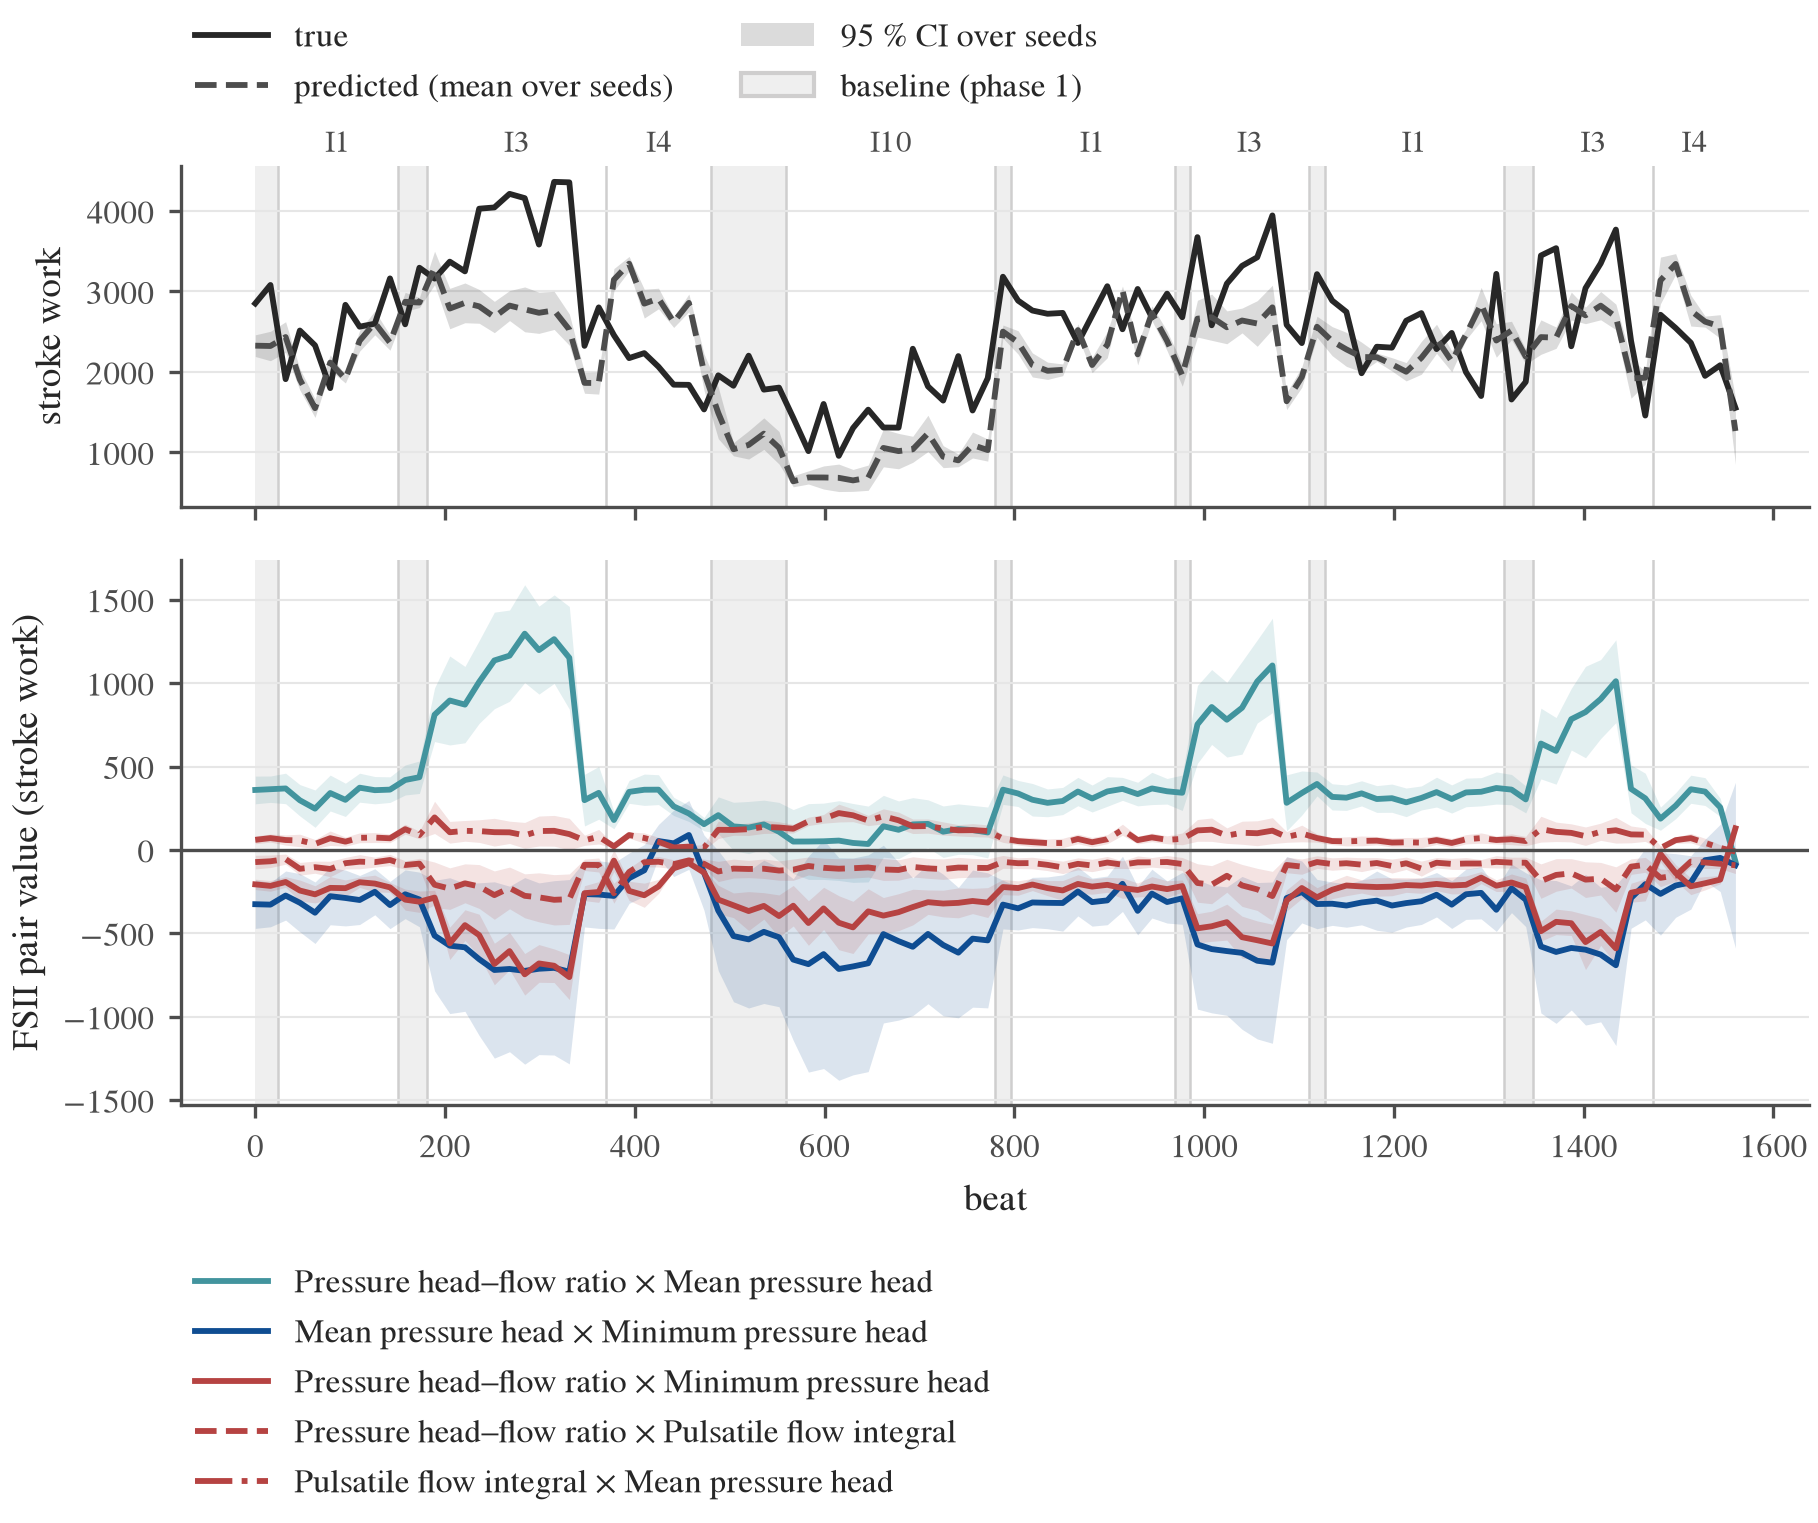 true
95 % CI over seeds
predicted (mean over seeds)
baseline (phase 1)
I1 I3 I4 I10 I1 I3 I1 I3 I4
stroke work
4000
3000
2000
1000
FSII pair value (stroke work)
1500
1000
500
0
−500
−1000
−1500
0 200 400 600 800 1000 1200 1400 1600
beat
Pressure head–flow ratio × Mean pressure head
Mean pressure head × Minimum pressure head
Pressure head–flow ratio × Minimum pressure head
Pressure head–flow ratio × Pulsatile flow integral
Pulsatile flow integral × Mean pressure head